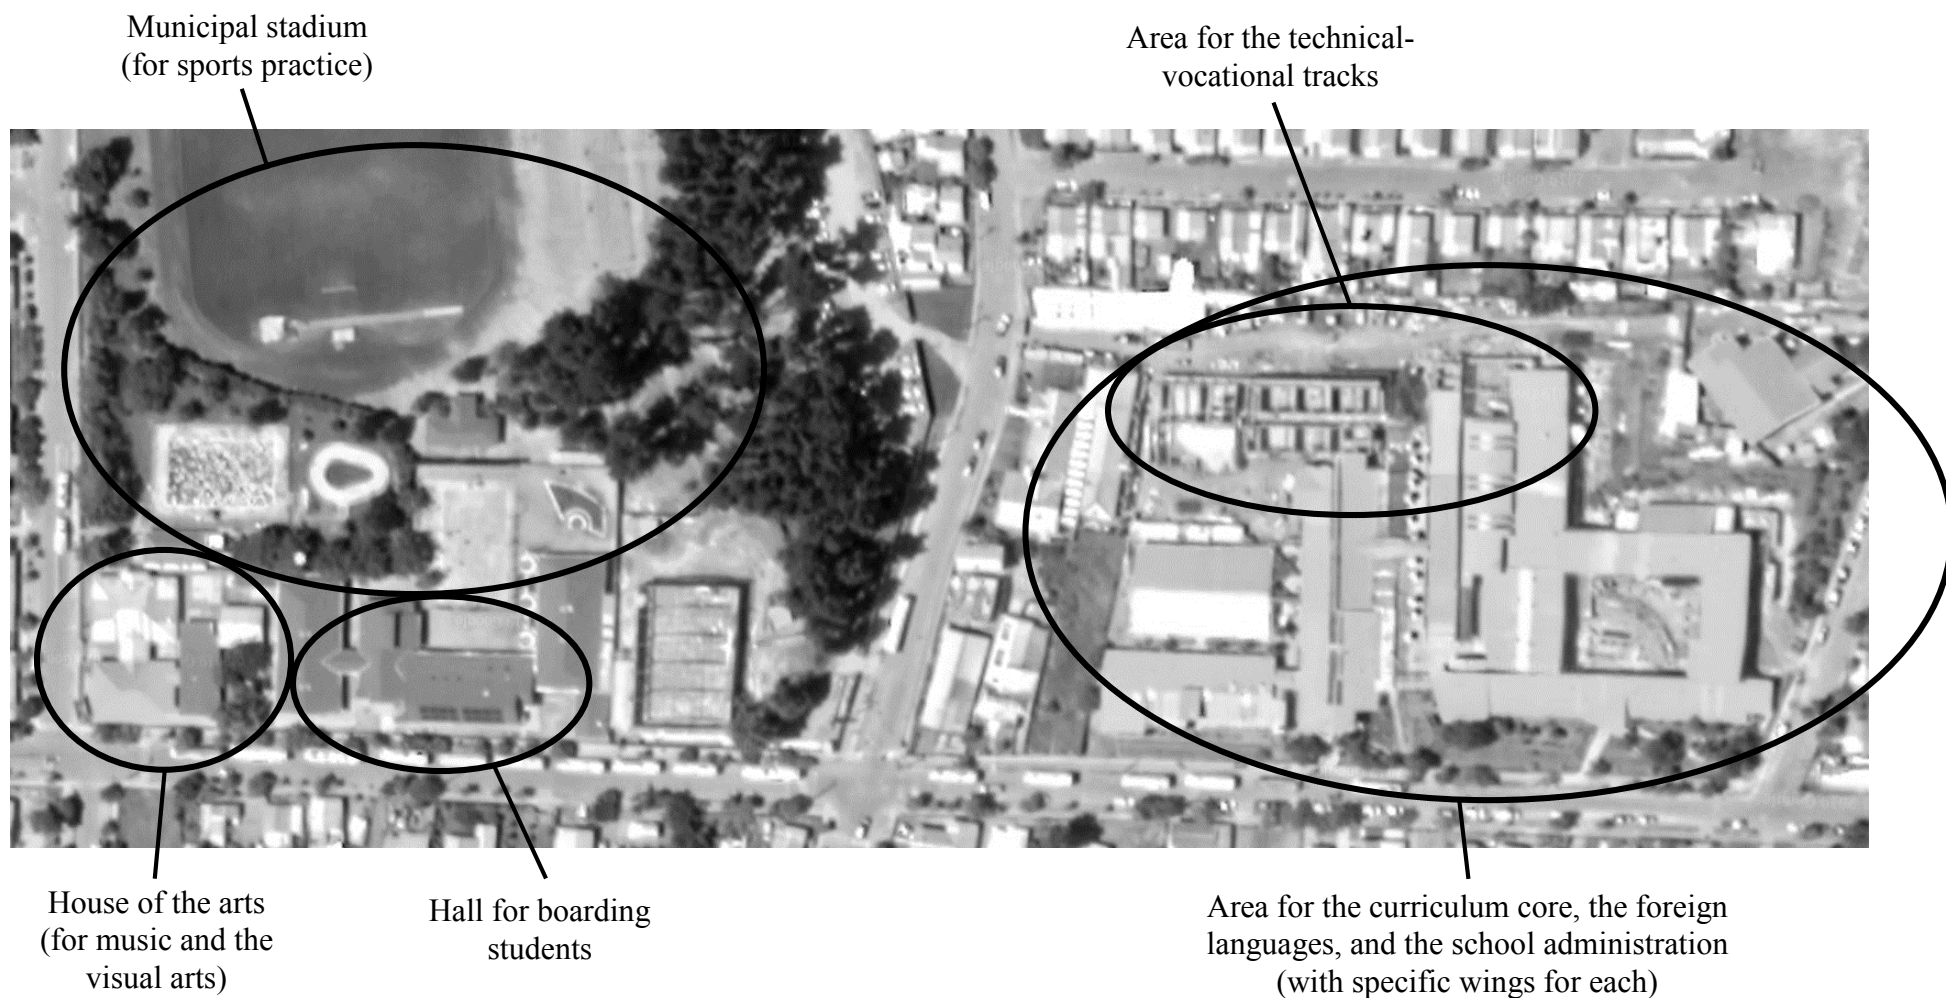 Municipal stadium
(for sports practice)
Area for the technical-
vocational tracks
House of the arts
(for music and the
visual arts)
Hall for boarding
students
Area for the curriculum core, the foreign
languages, and the school administration
(with specific wings for each)